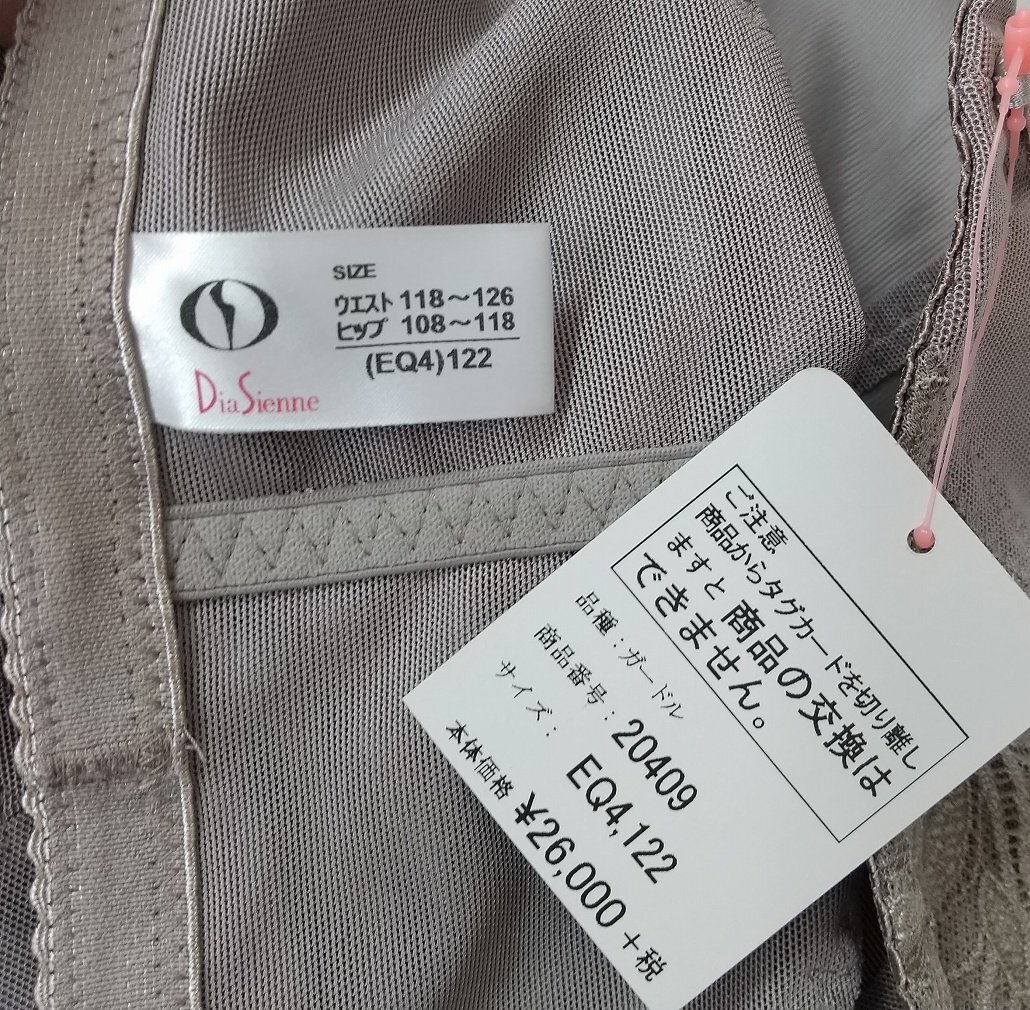 SIZE
ウエスト 118～126
ヒップ 108～118
(EQ4)122
DiaSienne
ご注意
商品からタグカードを切り離し
ますと 商品の交換は
できません。
品種：ガードル
商品番号：20409
サイズ：EQ4,122
本体価格 ¥26,000＋税